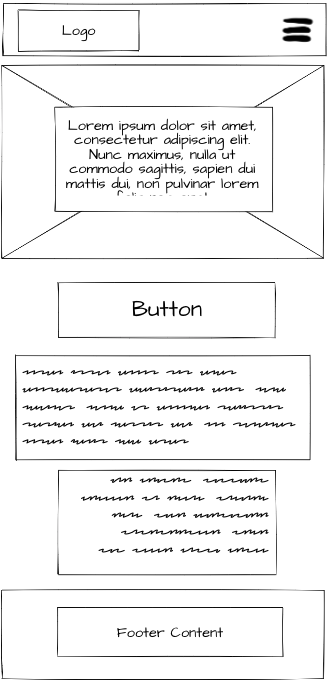 Logo
Lorem ipsum dolor sit amet,
consectetur adipiscing elit.
Nunc maximus, nulla ut
commodo sagittis, sapien dui
mattis dui, non pulvinar lorem
Button
Footer Content